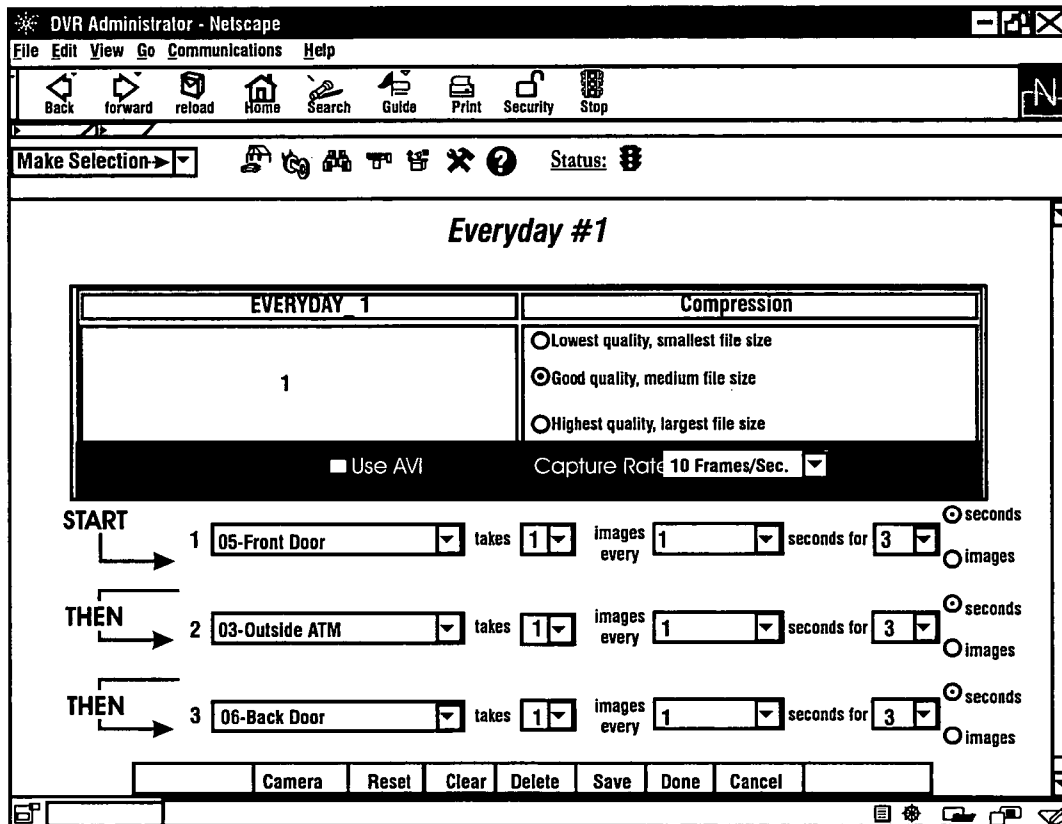 DVR Administrator - Netscape
File Edit View Go Communications Help
Back forward reload Home Search Guide Print Security Stop
N
Make Selection Status:
Everyday #1
EVERYDAY_ 1 Compression
1
Lowest quality, smallest file size
Good quality, medium file size
Highest quality, largest file size
Use AVI Capture Rate 10 Frames/Sec.
START
1 05-Front Door takes 1 images every 1 seconds for 3 seconds
images
THEN
2 03-Outside ATM takes 1 images every 1 seconds for 3 seconds
images
THEN
3 06-Back Door takes 1 images every 1 seconds for 3 seconds
images
Camera Reset Clear Delete Save Done Cancel